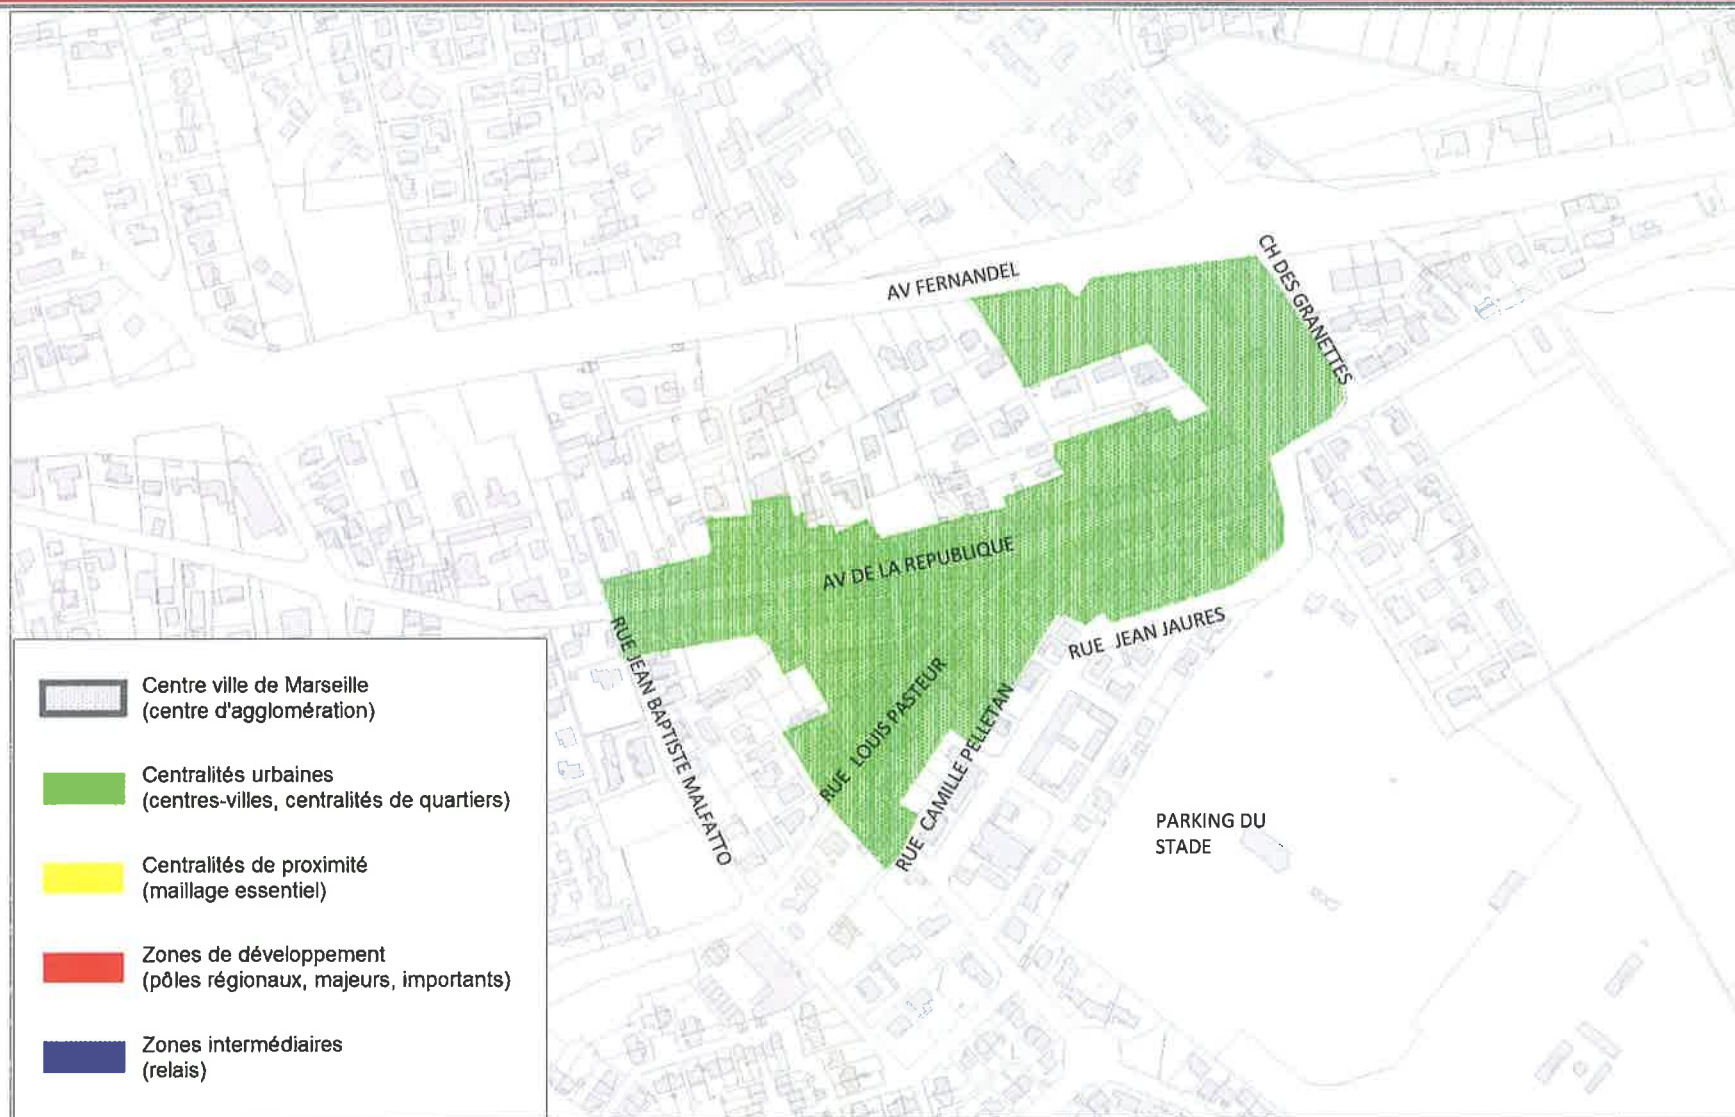 AV FERNANDEL
CH DES GRANETTES
AV DE LA REPUBLIQUE
RUE JEAN JAURES
RUE JEAN BAPTISTE MALFATTO
RUE LOUIS PASTEUR
RUE CAMILLE PELLETAN
PARKING DU
STADE
Centre ville de Marseille
(centre d'agglomération)
Centralités urbaines
(centres-villes, centralités de quartiers)
Centralités de proximité
(maillage essentiel)
Zones de développement
(pôles régionaux, majeurs, importants)
Zones intermédiaires
(relais)